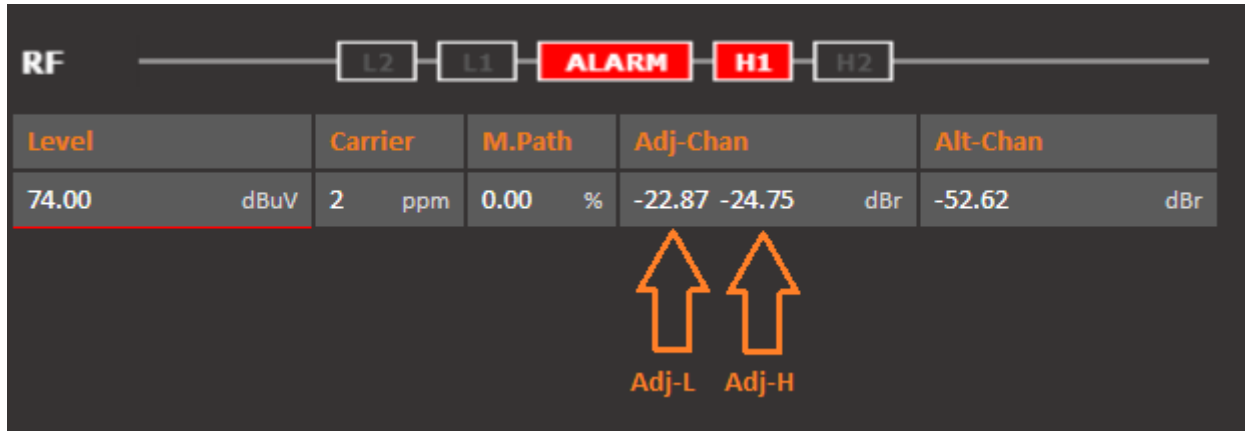 RF L2 L1 ALARM H1 H2
Level Carrier M.Path Adj-Chan Alt-Chan
74.00 dBuV 2 ppm 0.00 % -22.87 -24.75 dBr -52.62 dBr
Adj-L Adj-H